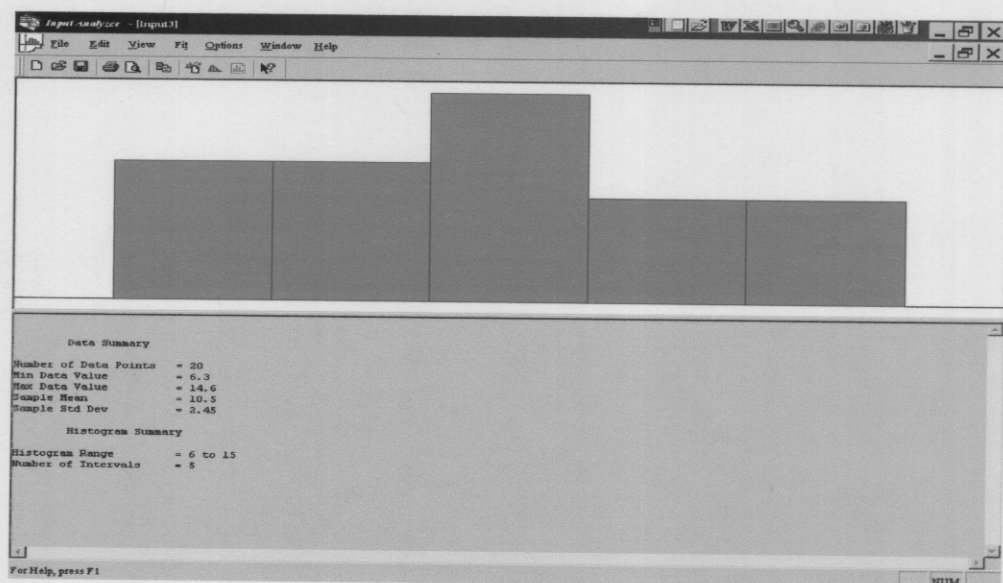 Input Analyzer - [Input3]
File Edit View Fit Options Window Help
Data Summary
Number of Data Points = 20
Min Data Value = 6.3
Max Data Value = 14.6
Sample Mean = 10.5
Sample Std Dev = 2.45
Histogram Summary
Histogram Range = 6 to 15
Number of Intervals = 5
For Help, press F1
NUM